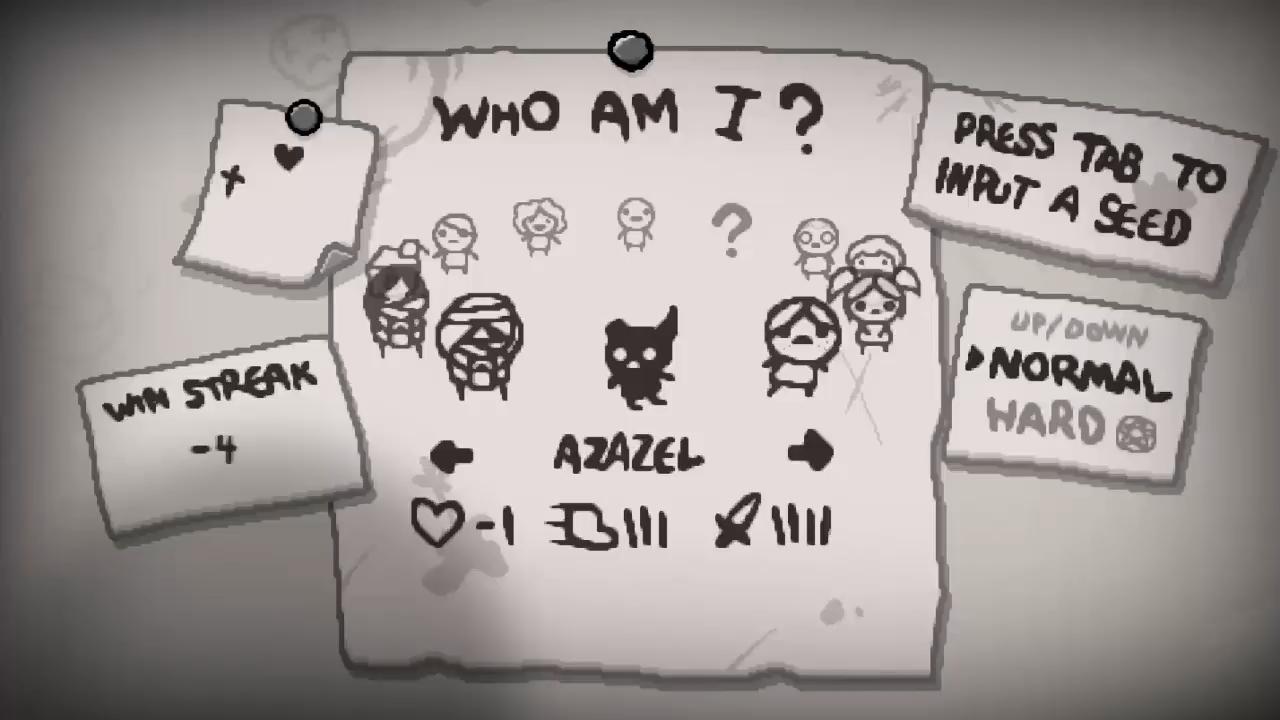 WHO AM I?
PRESS TAB TO
INPUT A SEED
X
?
UP/DOWN
NORMAL
HARD
WIN STREAK
-4
AZAZEL
-1